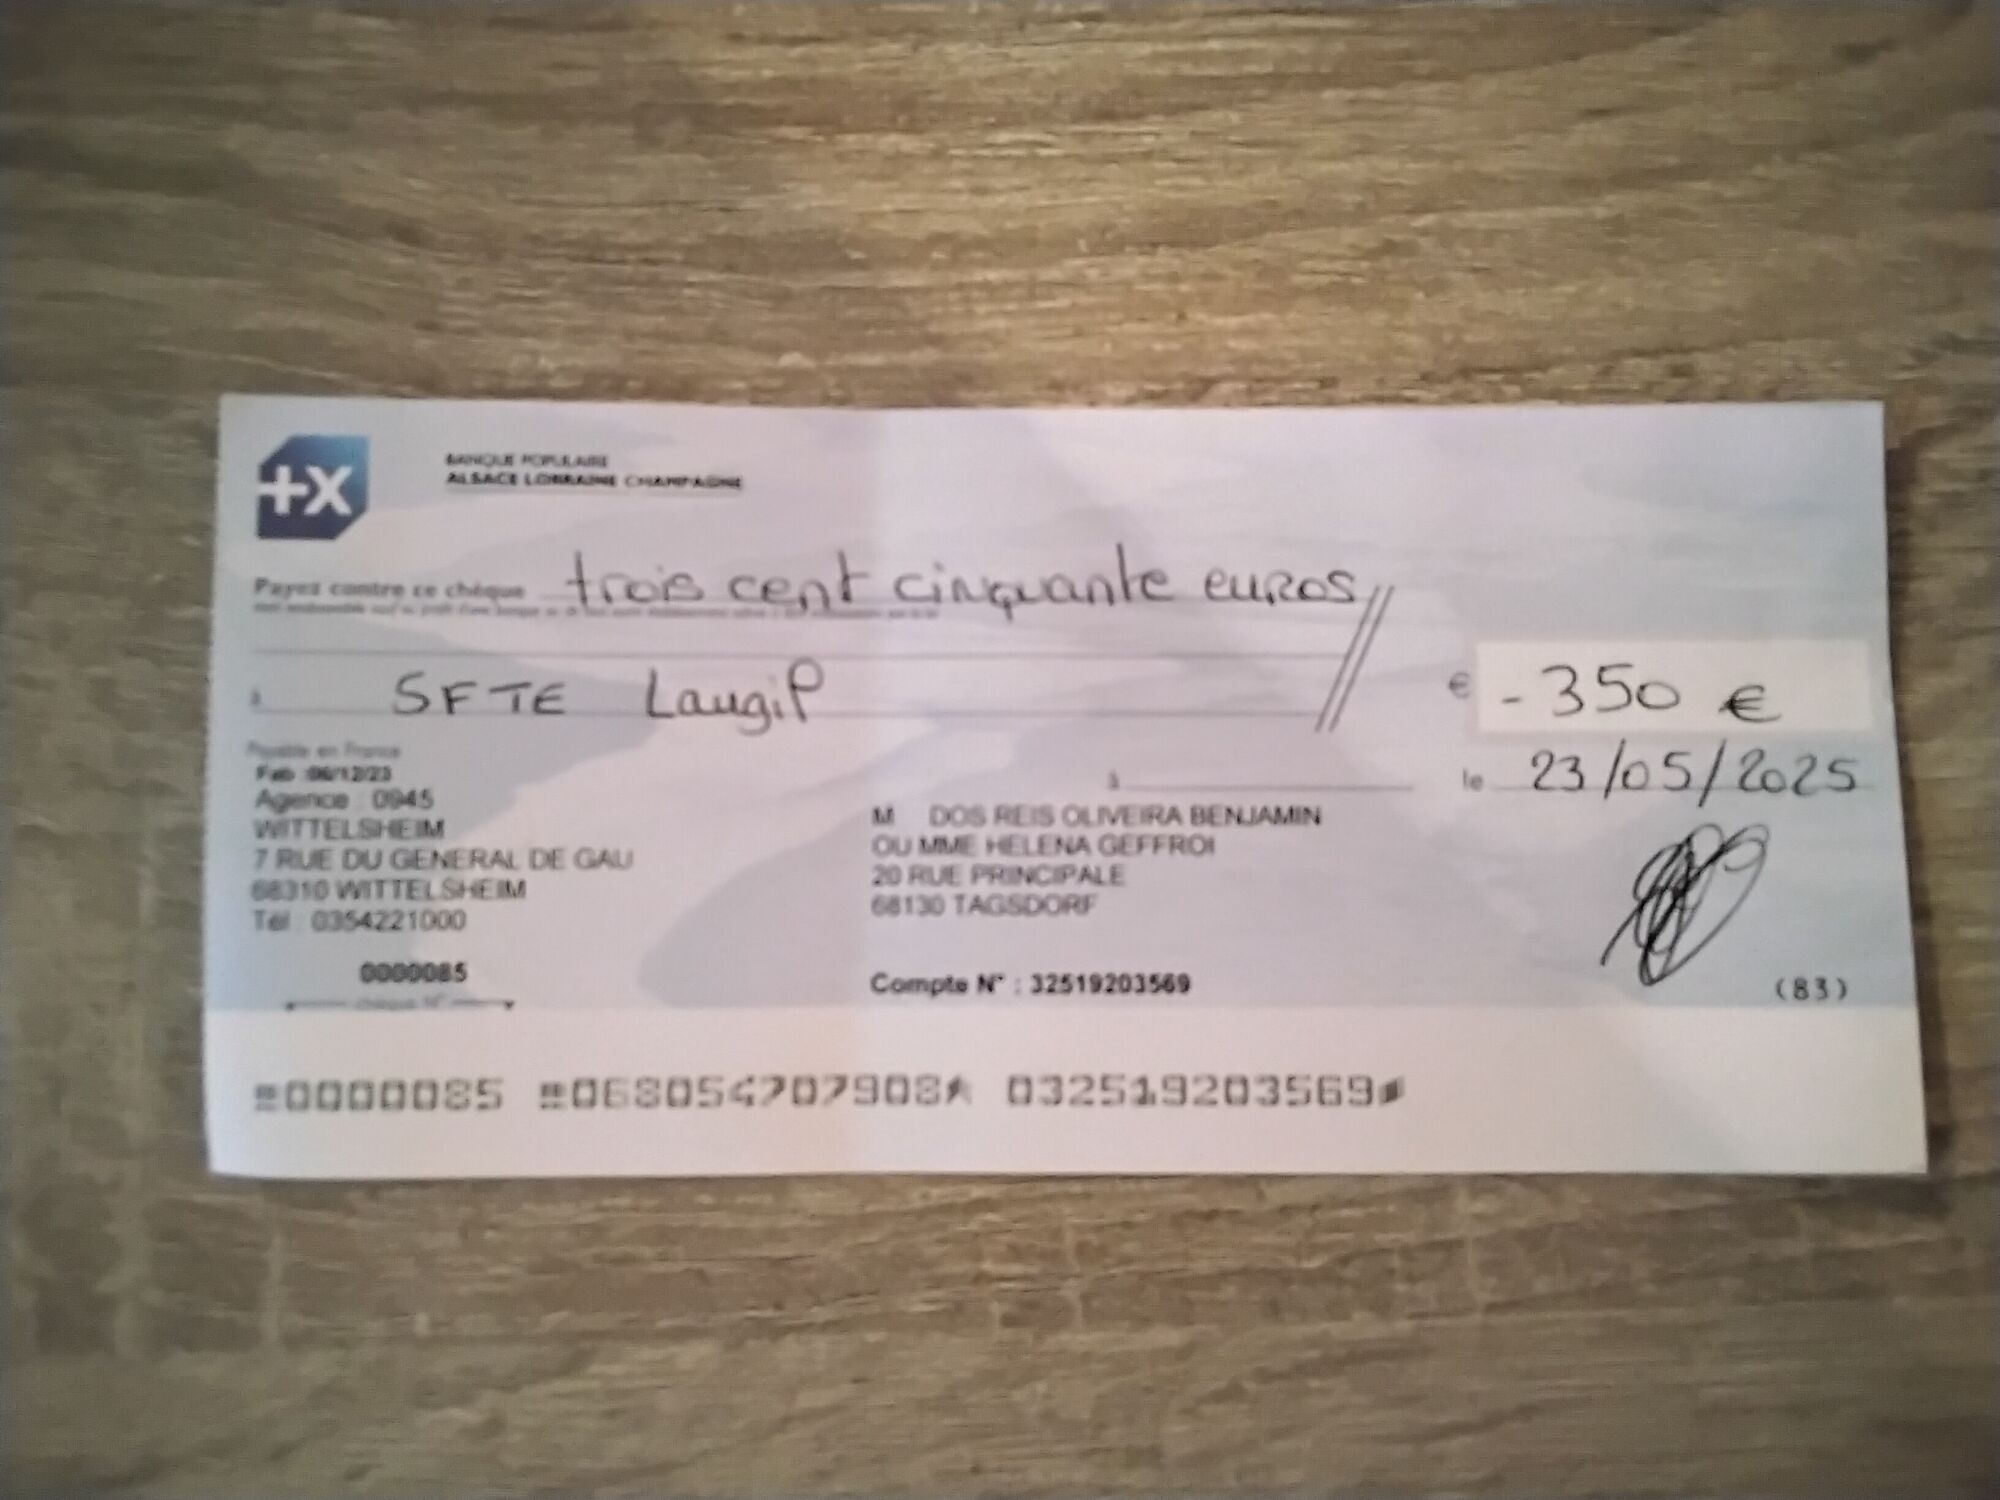 +X
BANQUE POPULAIRE
ALSACE LORRAINE CHAMPAGNE
Payez contre ce chèque trois cent cinquante euros
à SFTE Laugip
€ -350 €
Payable en France
Fab :06/12/23
Agence : 0945
WITTELSHEIM
7 RUE DU GENERAL DE GAU
68310 WITTELSHEIM
Tél : 0354221000
0000085
chèque N°
à le 23/05/2025
M DOS REIS OLIVEIRA BENJAMIN
OU MME HELENA GEFFROI
20 RUE PRINCIPALE
68130 TAGSDORF
Compte N° : 32519203569
(83)
0000085 068054707908 032519203569